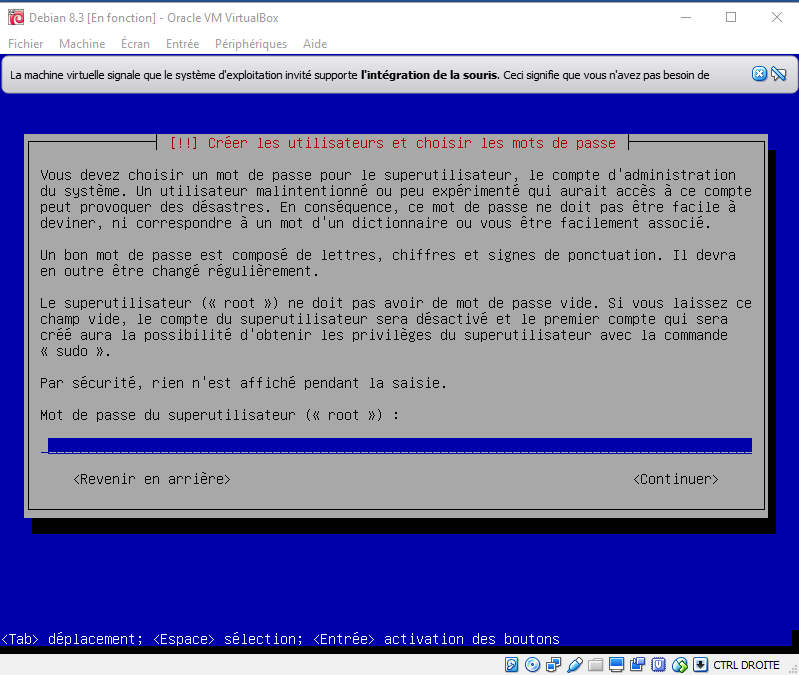 Debian 8.3 [En fonction] - Oracle VM VirtualBox
Fichier Machine Écran Entrée Périphériques Aide
La machine virtuelle signale que le système d'exploitation invité supporte l'intégration de la souris. Ceci signifie que vous n'avez pas besoin de
[!!] Créer les utilisateurs et choisir les mots de passe
Vous devez choisir un mot de passe pour le superutilisateur, le compte d'administration
du système. Un utilisateur malintentionné ou peu expérimenté qui aurait accès à ce compte
peut provoquer des désastres. En conséquence, ce mot de passe ne doit pas être facile à
deviner, ni correspondre à un mot d'un dictionnaire ou vous être facilement associé.
Un bon mot de passe est composé de lettres, chiffres et signes de ponctuation. Il devra
en outre être changé régulièrement.
Le superutilisateur (« root ») ne doit pas avoir de mot de passe vide. Si vous laissez ce
champ vide, le compte du superutilisateur sera désactivé et le premier compte qui sera
créé aura la possibilité d'obtenir les privilèges du superutilisateur avec la commande
« sudo ».
Par sécurité, rien n'est affiché pendant la saisie.
Mot de passe du superutilisateur (« root ») :
<Revenir en arrière> <Continuer>
<Tab> déplacement; <Espace> sélection; <Entrée> activation des boutons
CTRL DROITE